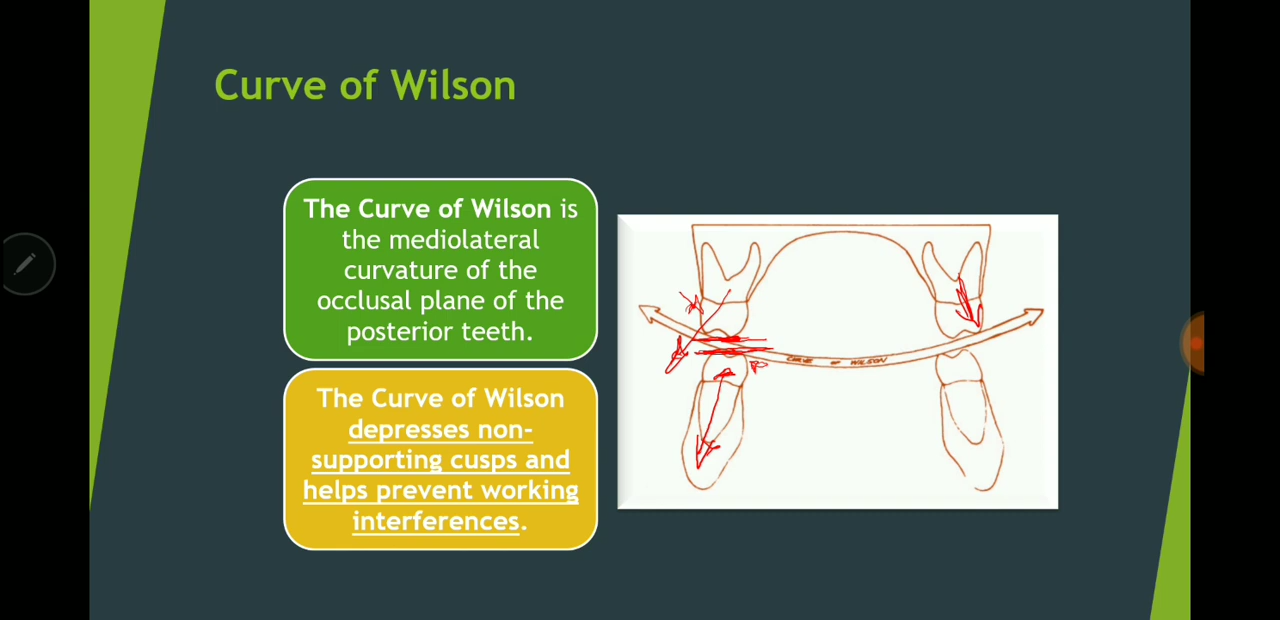 Curve of Wilson
The Curve of Wilson is
the mediolateral
curvature of the
occlusal plane of the
posterior teeth.
The Curve of Wilson
depresses non-
supporting cusps and
helps prevent working
interferences.
CURVE OF WILSON